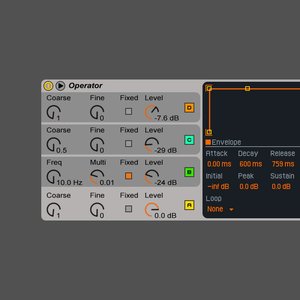 Operator
Coarse Fine Fixed Level
1 0 -7.6 dB D
Coarse Fine Fixed Level
0.5 0 -29 dB C
Freq Multi Fixed Level
10.0 Hz 0.01 -24 dB B
Coarse Fine Fixed Level
1 0 0.0 dB A
Envelope
Attack Decay Release
0.00 ms 600 ms 759 ms
Initial Peak Sustain
-inf dB 0.0 dB 0.0 dB
Loop
None